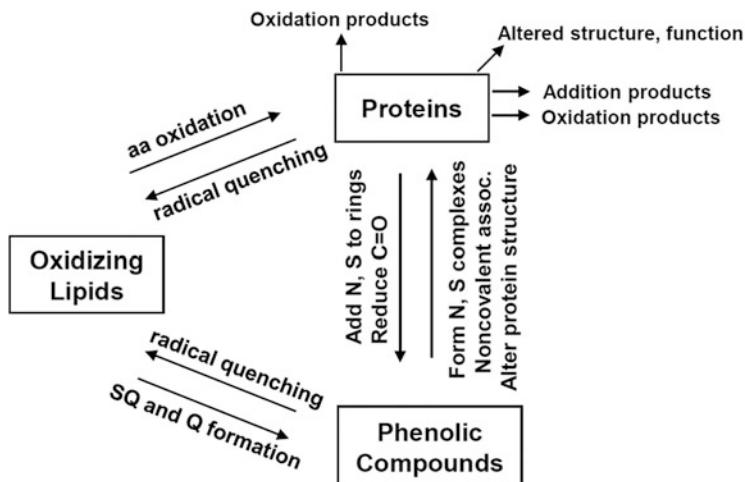 Oxidation products
Altered structure, function
Proteins
Addition products
Oxidation products
aa oxidation
radical quenching
Oxidizing
Lipids
Add N, S to rings
Reduce C=O
Form N, S complexes
Noncovalent assoc.
Alter protein structure
radical quenching
SQ and Q formation
Phenolic
Compounds